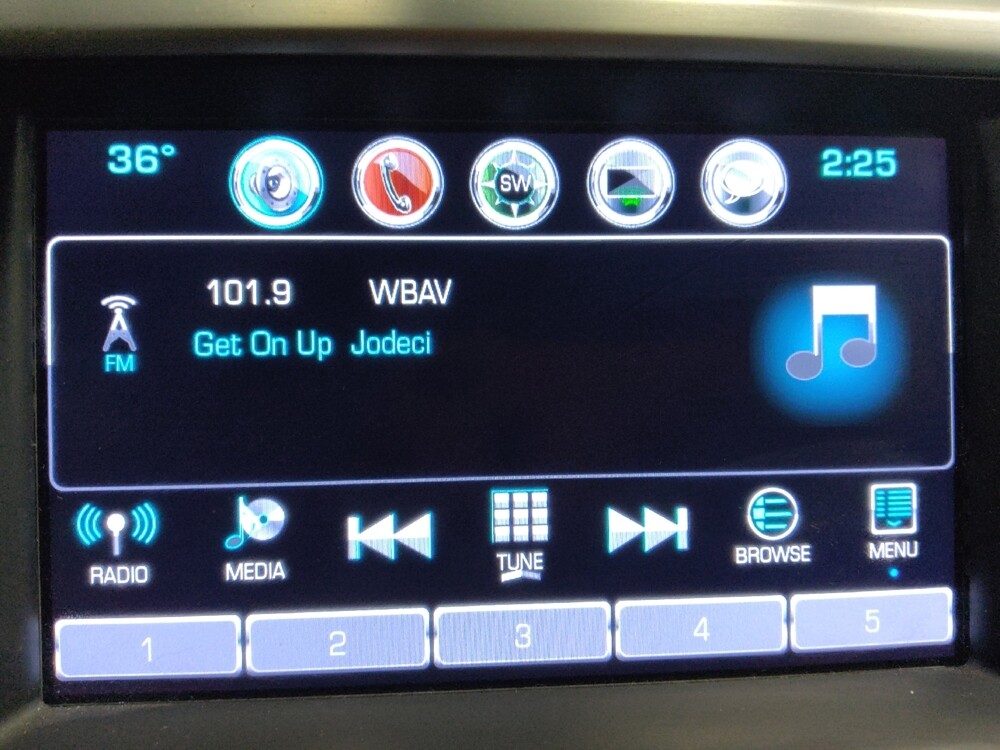 36° SW 2:25
101.9 WBAV
Get On Up Jodeci
FM
RADIO MEDIA TUNE BROWSE MENU
1 2 3 4 5